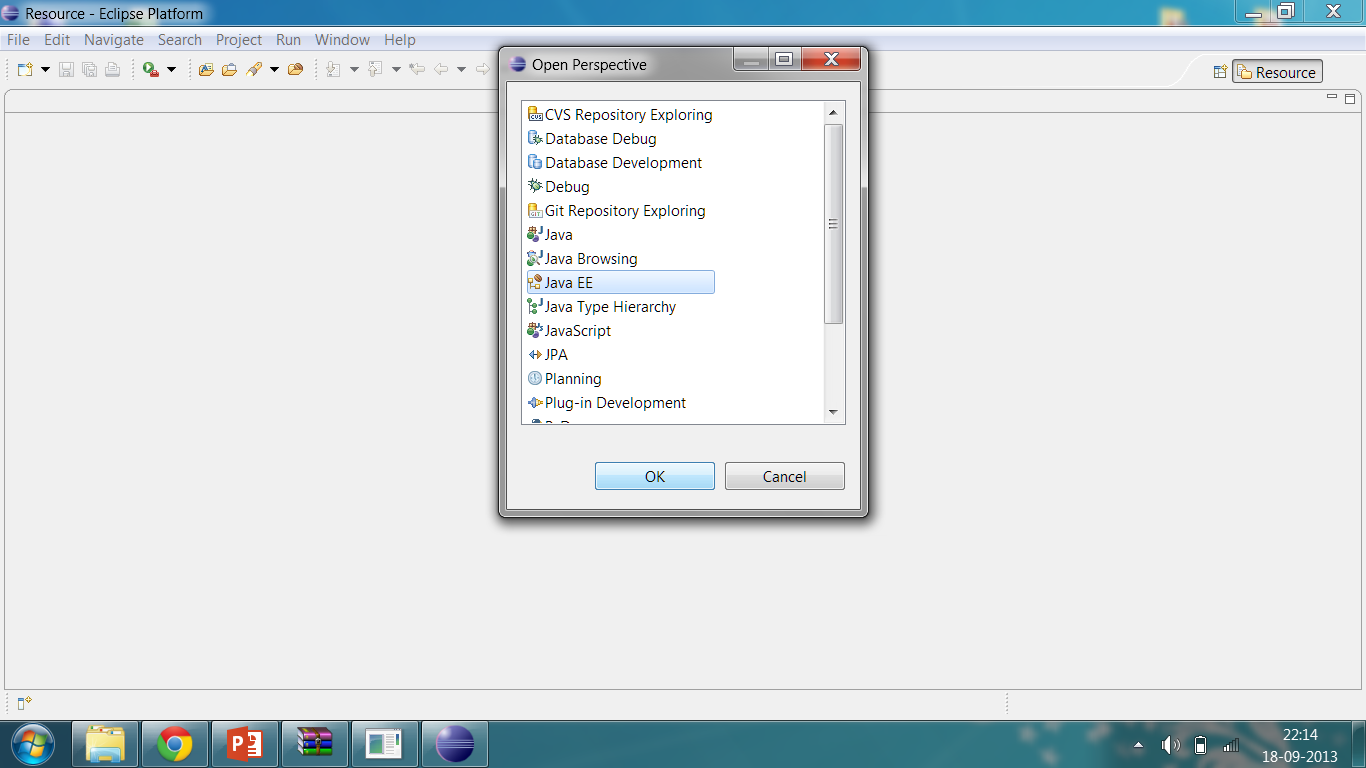 Resource - Eclipse Platform
File Edit Navigate Search Project Run Window Help
Resource
Open Perspective
CVS Repository Exploring
Database Debug
Database Development
Debug
Git Repository Exploring
Java
Java Browsing
Java EE
Java Type Hierarchy
JavaScript
JPA
Planning
Plug-in Development
OK Cancel
22:14
18-09-2013